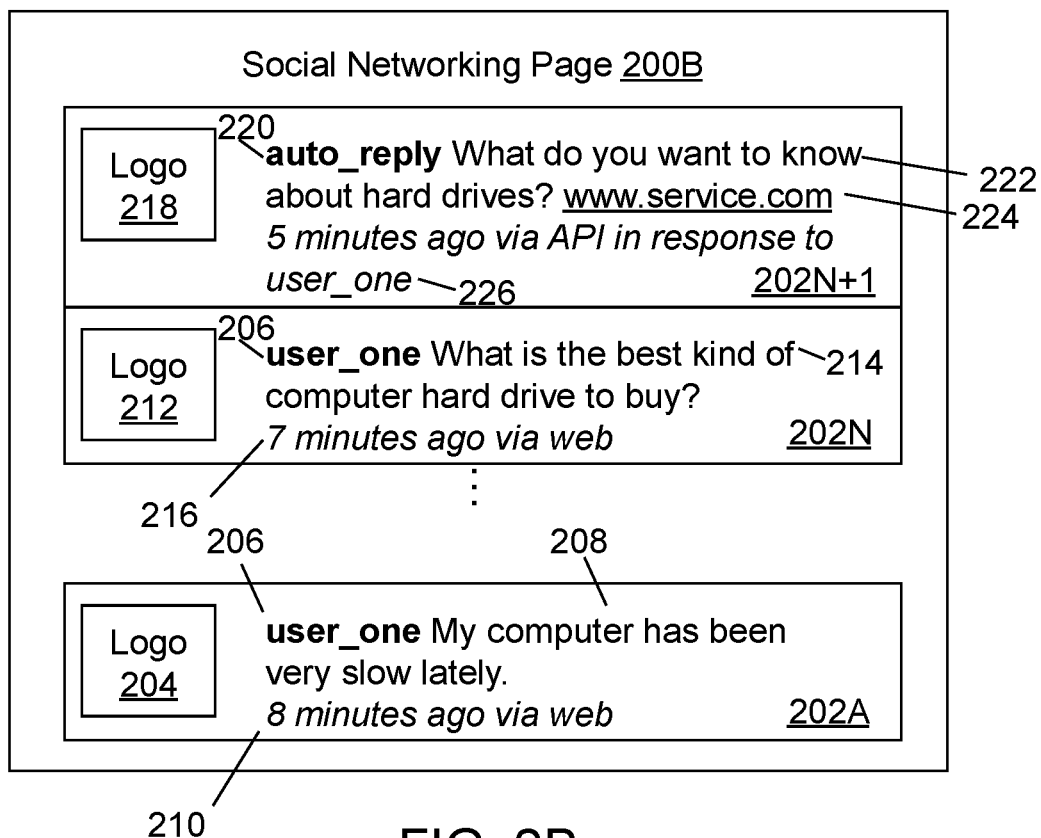 Social Networking Page 200B
220
Logo
218
auto_reply What do you want to know
about hard drives? www.service.com
5 minutes ago via API in response to
user_one
222
224
226
202N+1
206
Logo
212
user_one What is the best kind of
computer hard drive to buy?
7 minutes ago via web
214
202N
⋮
216
206
208
Logo
204
user_one My computer has been
very slow lately.
8 minutes ago via web
202A
210
FIG. 2B